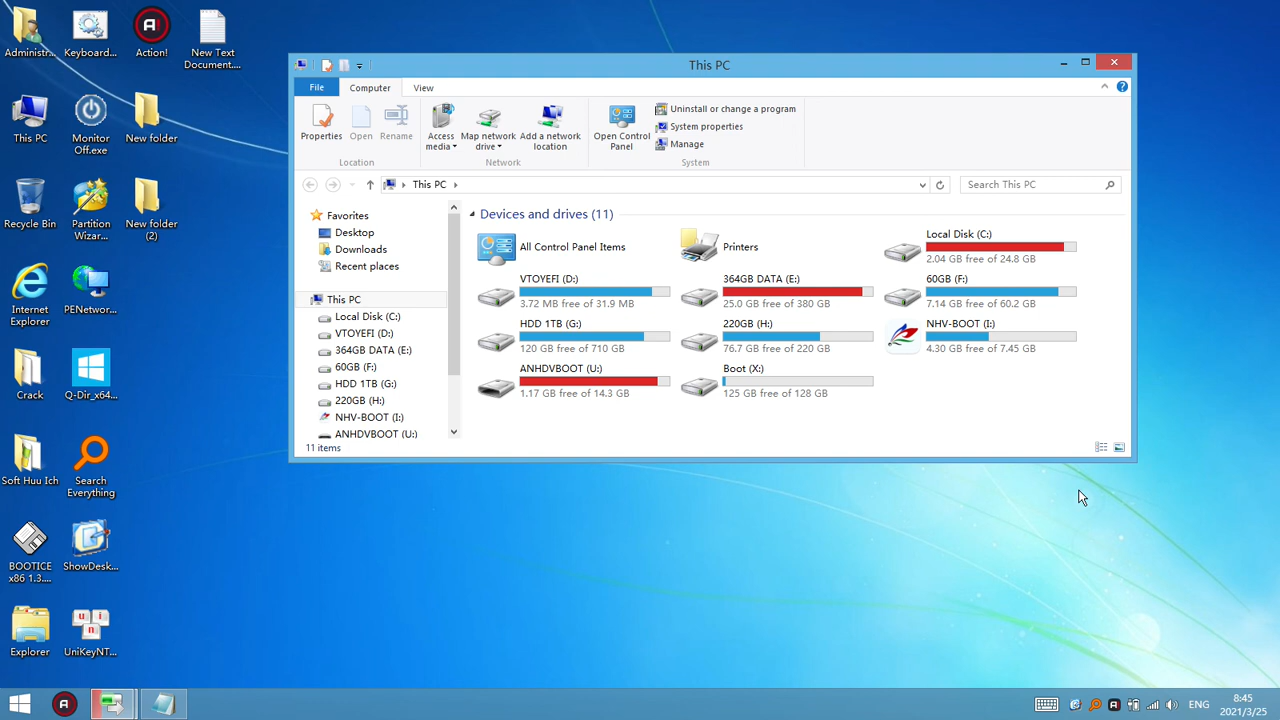 Administr...
Keyboard...
Action!
New Text
Document....
This PC
Monitor
Off.exe
New folder
Recycle Bin
Partition
Wizar...
New folder
(2)
Internet
Explorer
PENetwor...
Crack
Q-Dir_x64...
Soft Huu Ich
Search
Everything
BOOTICE
x86 1.3....
ShowDesk...
Explorer
UniKeyNT...
This PC
File
Computer
View
Properties
Open
Rename
Location
Access
media
Map network
drive
Add a network
location
Network
Open Control
Panel
Uninstall or change a program
System properties
Manage
System
This PC
Search This PC
Favorites
Desktop
Downloads
Recent places
This PC
Local Disk (C:)
VTOYEFI (D:)
364GB DATA (E:)
60GB (F:)
HDD 1TB (G:)
220GB (H:)
NHV-BOOT (I:)
ANHDVBOOT (U:)
Devices and drives (11)
All Control Panel Items
Printers
Local Disk (C:)
2.04 GB free of 24.8 GB
VTOYEFI (D:)
3.72 MB free of 31.9 MB
364GB DATA (E:)
25.0 GB free of 380 GB
60GB (F:)
7.14 GB free of 60.2 GB
HDD 1TB (G:)
120 GB free of 710 GB
220GB (H:)
76.7 GB free of 220 GB
NHV-BOOT (I:)
4.30 GB free of 7.45 GB
ANHDVBOOT (U:)
1.17 GB free of 14.3 GB
Boot (X:)
125 GB free of 128 GB
11 items
ENG
8:45
2021/3/25